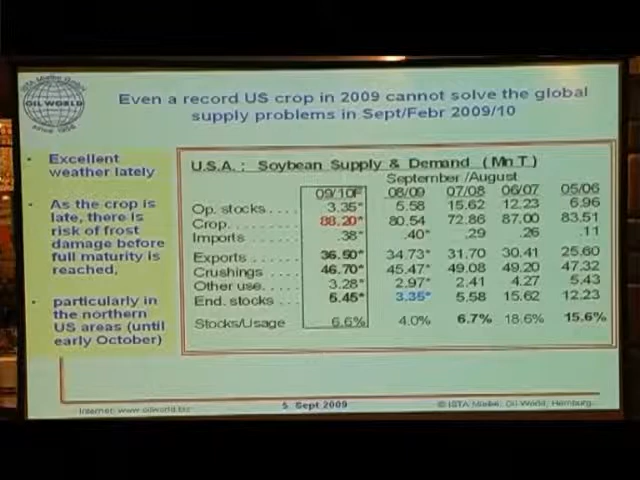 ISTA Mielke GmbH
OIL WORLD
since 1958
Even a record US crop in 2009 cannot solve the global
supply problems in Sept/Febr 2009/10
• Excellent
weather lately
• As the crop is
late, there is
risk of frost
damage before
full maturity is
reached,
• particularly in
the northern
US areas (until
early October)
U.S.A.: Soybean Supply & Demand (Mn T.)
September /August
09/10F 08/09 07/08 06/07 05/06
Op. stocks.... 3.35* 5.58 15.62 12.23 6.96
Crop......... 88.20* 80.54 72.86 87.00 83.51
Imports .38* .40* .29 .26 .11
Exports ...... 36.50* 34.73* 31.70 30.41 25.60
Crushings .... 46.70* 45.47* 49.08 49.20 47.32
Other use.... 3.28* 2.97* 2.41 4.27 5.43
End. stocks ... 5.45* 3.35* 5.58 15.62 12.23
Stocks/Usage 6.6% 4.0% 6.7% 18.6% 15.6%
Internet: www.oilworld.biz 5 Sept 2009 © ISTA Mielke, Oil World, Hamburg